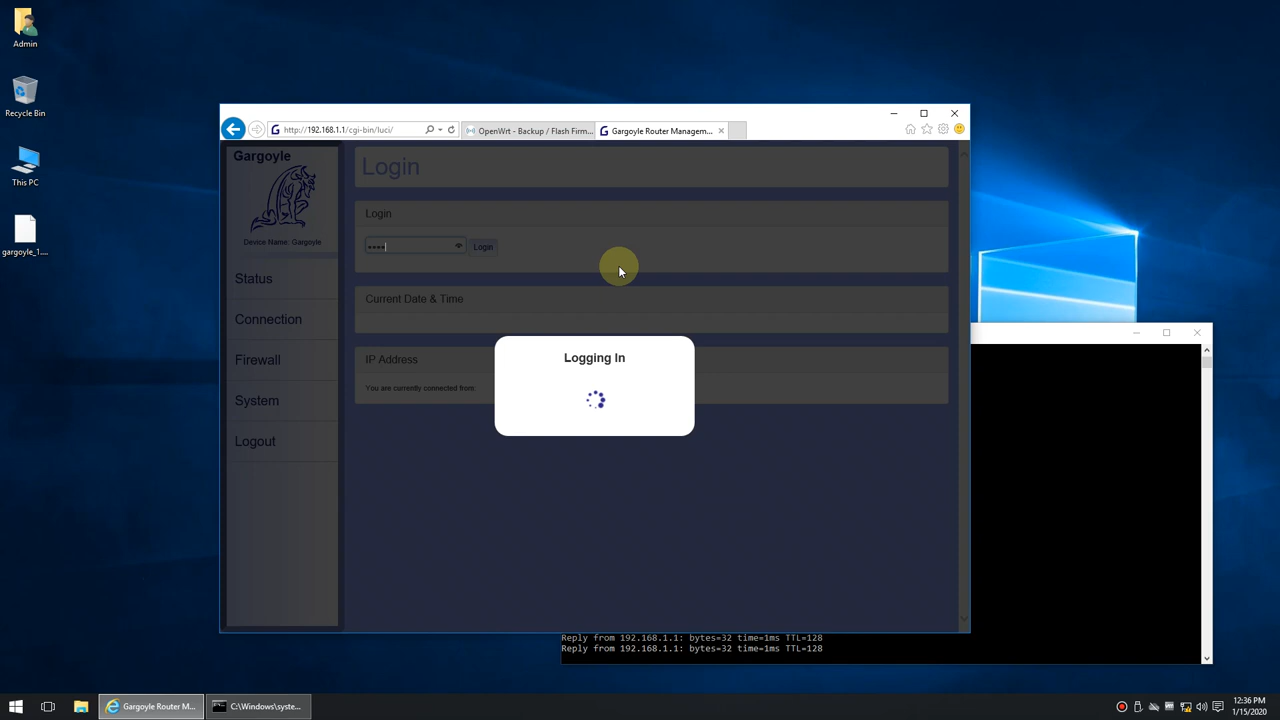 Admin
Recycle Bin
This PC
gargoyle_1....
http://192.168.1.1/cgi-bin/luci/
OpenWrt - Backup / Flash Firm...
Gargoyle Router Managem...
Gargoyle
Device Name: Gargoyle
Status
Connection
Firewall
System
Logout
Login
Login
Login
Current Date & Time
IP Address
You are currently connected from:
Logging In
Reply from 192.168.1.1: bytes=32 time=1ms TTL=128
Reply from 192.168.1.1: bytes=32 time=1ms TTL=128
Gargoyle Router M...
C:\Windows\syste...
12:36 PM
1/15/2020